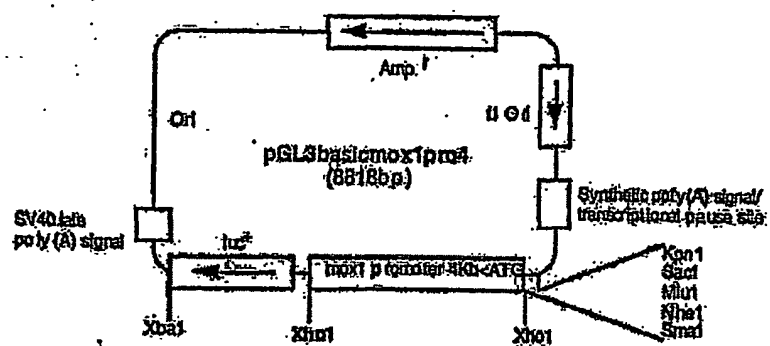 Amp. r
f1 Ori
Ori
pGL3basicmox1pro4
(8818bp)
SV40 late
poly(A) signal
Synthetic poly(A) signal/
transcriptional pause site
luc+
mox1 promoter 4Kb<ATG
Kpn1
Sac1
Mlu1
Nhe1
Sma1
Xba1
Xho1
Xho1